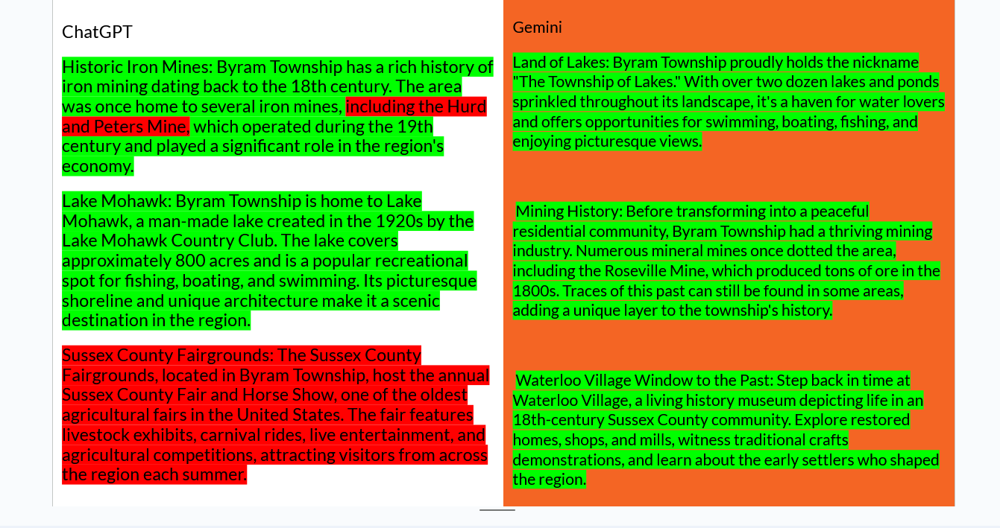 ChatGPT
Historic Iron Mines: Byram Township has a rich history of
iron mining dating back to the 18th century. The area
was once home to several iron mines, including the Hurd
and Peters Mine, which operated during the 19th
century and played a significant role in the region's
economy.
Lake Mohawk: Byram Township is home to Lake
Mohawk, a man-made lake created in the 1920s by the
Lake Mohawk Country Club. The lake covers
approximately 800 acres and is a popular recreational
spot for fishing, boating, and swimming. Its picturesque
shoreline and unique architecture make it a scenic
destination in the region.
Sussex County Fairgrounds: The Sussex County
Fairgrounds, located in Byram Township, host the annual
Sussex County Fair and Horse Show, one of the oldest
agricultural fairs in the United States. The fair features
livestock exhibits, carnival rides, live entertainment, and
agricultural competitions, attracting visitors from across
the region each summer.
Gemini
Land of Lakes: Byram Township proudly holds the nickname
"The Township of Lakes." With over two dozen lakes and ponds
sprinkled throughout its landscape, it's a haven for water lovers
and offers opportunities for swimming, boating, fishing, and
enjoying picturesque views.
Mining History: Before transforming into a peaceful
residential community, Byram Township had a thriving mining
industry. Numerous mineral mines once dotted the area,
including the Roseville Mine, which produced tons of ore in the
1800s. Traces of this past can still be found in some areas,
adding a unique layer to the township's history.
Waterloo Village Window to the Past: Step back in time at
Waterloo Village, a living history museum depicting life in an
18th-century Sussex County community. Explore restored
homes, shops, and mills, witness traditional crafts
demonstrations, and learn about the early settlers who shaped
the region.